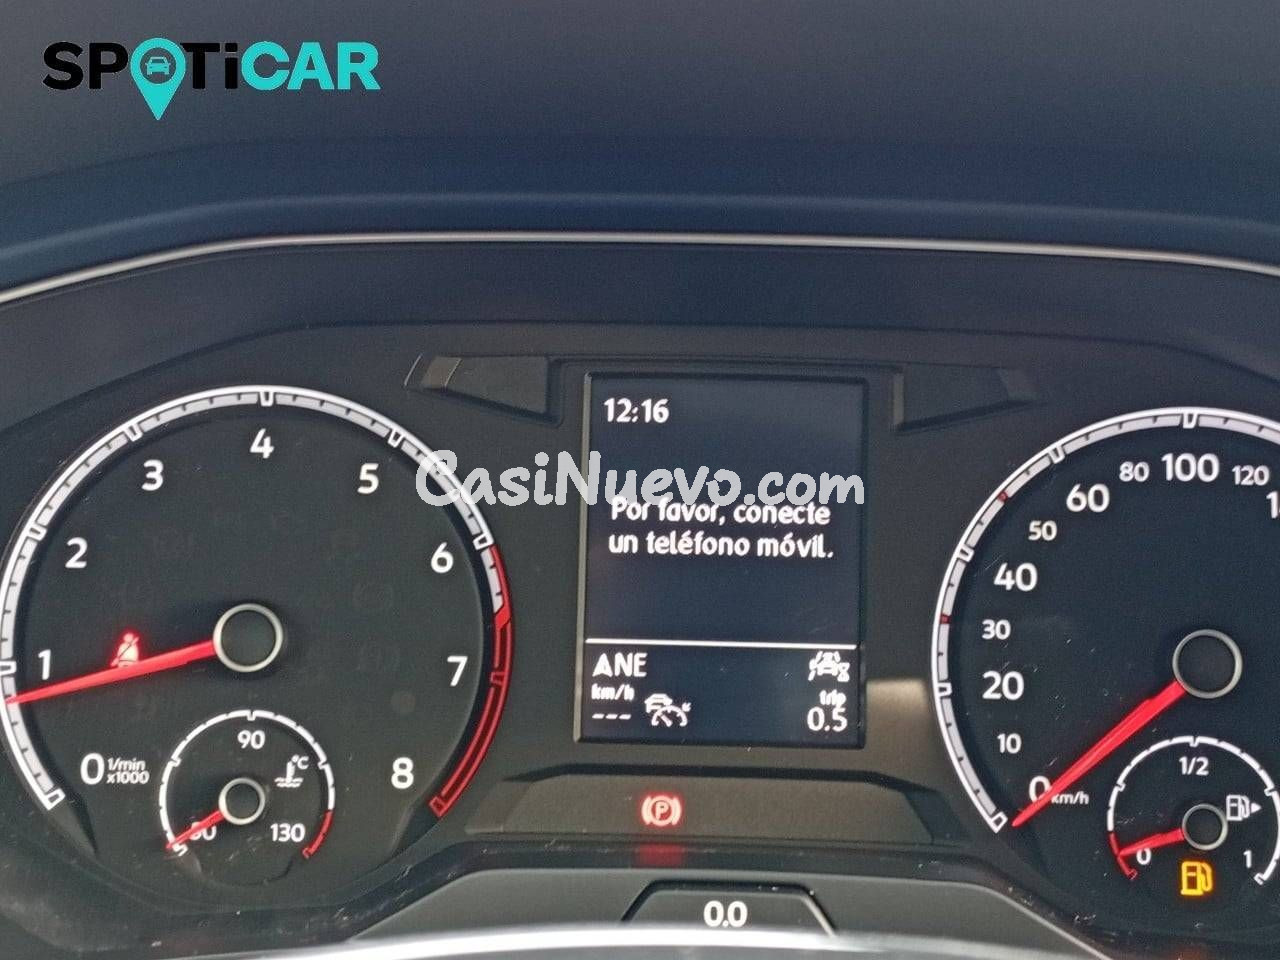 SPOTiCAR
12:16
CasiNuevo.com
Por favor, conecte
un teléfono móvil.
ANE
km/h
---
trip
0.5
0 1 2 3 4 5 6 7 8
1/min
x1000
90
°C
130
0 10 20 30 40 50 60 80 100 120
km/h
1/2
0
1
P
0.0